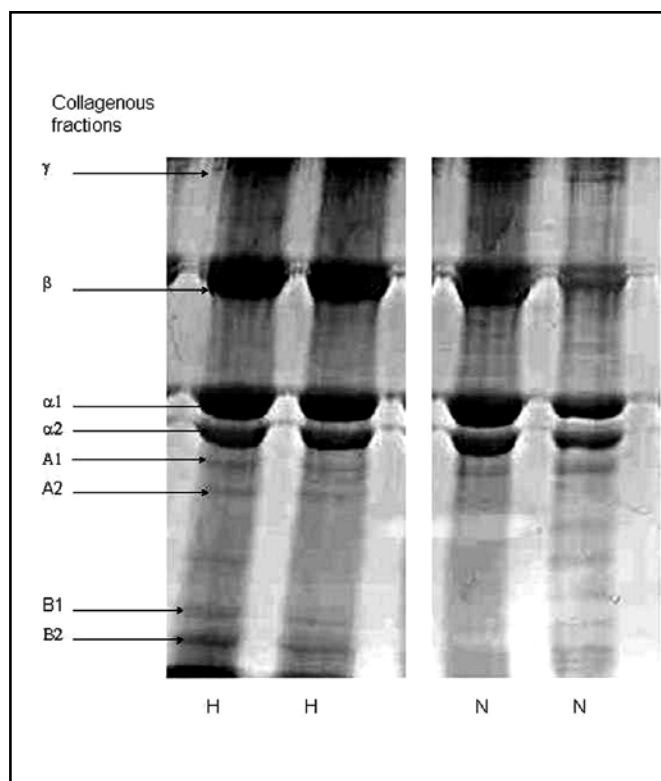 Collagenous
fractions
γ
β
α1
α2
A1
A2
B1
B2
H H N N